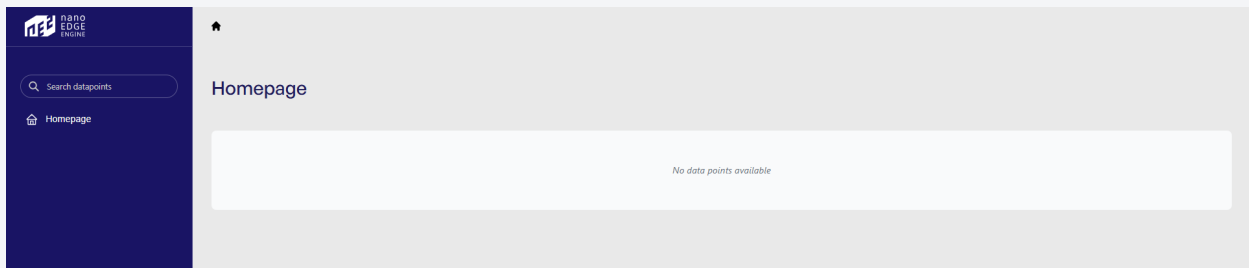 nano
EDGE
ENGINE
Search datapoints
Homepage
Homepage
No data points available